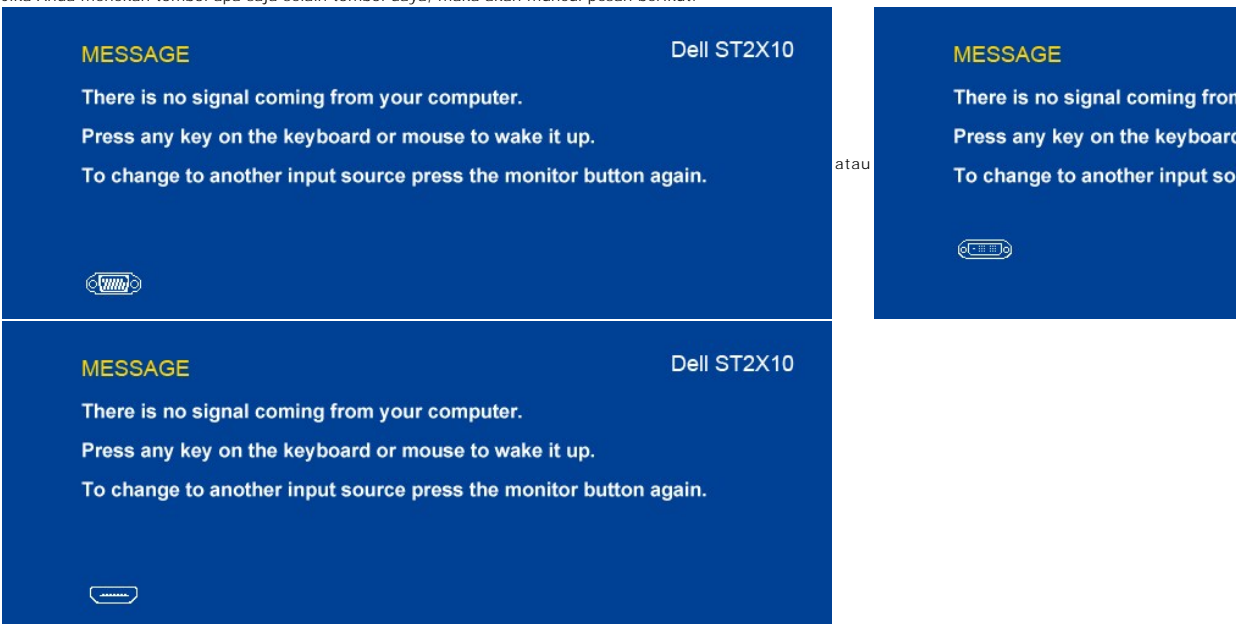 MESSAGE
Dell ST2X10
There is no signal coming from your computer.
Press any key on the keyboard or mouse to wake it up.
To change to another input source press the monitor button again.
atau
MESSAGE
There is no signal coming from
Press any key on the keyboard
To change to another input so
MESSAGE
Dell ST2X10
There is no signal coming from your computer.
Press any key on the keyboard or mouse to wake it up.
To change to another input source press the monitor button again.